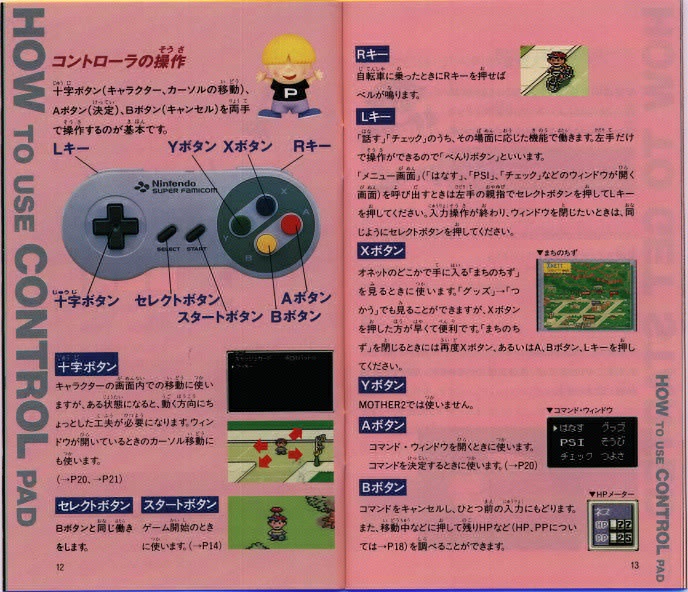 HOW TO USE CONTROL PAD
コントローラの操作
十字ボタン(キャラクター、カーソルの移動)、
Aボタン(決定)、Bボタン(キャンセル)を両手
で操作するのが基本です。
P
Lキー
Yボタン Xボタン
Rキー
Nintendo
SUPER FAMICOM
SELECT START
X
Y
A
B
十字ボタン
セレクトボタン
スタートボタン
Aボタン
Bボタン
十字ボタン
キャラクターの画面内での移動に使い
ますが、ある状態になると、動く方向にち
ょっとした工夫が必要になります。ウィン
ドウが開いているときのカーソル移動に
も使います。
(→P20、→P21)
セレクトボタン
Bボタンと同じ働き
をします。
スタートボタン
ゲーム開始のとき
に使います。(→P14)
12
Rキー
自転車に乗ったときにRキーを押せば
ベルが鳴ります。
Lキー
「話す」「チェック」のうち、その場面に応じた機能で働きます。左手だけ
で操作ができるので「べんりボタン」といいます。
「メニュー画面」(「はなす」、「PSI」、「チェック」などのウィンドウが開く
画面)を呼び出すときは左手の親指でセレクトボタンを押してLキー
を押してください。入力操作が終わり、ウィンドウを閉じたいときは、同
じようにセレクトボタンを押してください。
Xボタン
オネットのどこかで手に入る「まちのちず」
を見るときに使います。「グッズ」→「つ
かう」でも見ることができますが、Xボタン
を押した方が早くて便利です。「まちのち
ず」を閉じるときには再度Xボタン、あるいはA、Bボタン、Lキーを押し
てください。
▼まちのちず
Yボタン
MOTHER2では使いません。
Aボタン
コマンド・ウィンドウを開くときに使います。
コマンドを決定するときに使います。(→P20)
▼コマンド・ウィンドウ
はなす グッズ
PSI そうび
チェック つよさ
Bボタン
コマンドをキャンセルし、ひとつ前の入力にもどります。
また、移動中などに押して残りHPなど(HP、PPについ
ては→P18)を調べることができます。
▼HPメーター
ネス
HP 77
PP 25
HOW TO USE CONTROL PAD
13